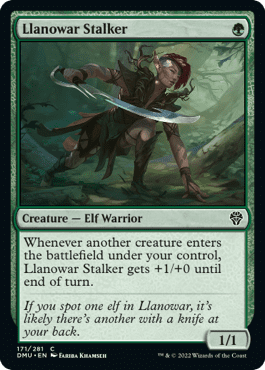 Llanowar Stalker
Creature — Elf Warrior
Whenever another creature enters
the battlefield under your control,
Llanowar Stalker gets +1/+0 until
end of turn.
If you spot one elf in Llanowar, it's
likely there's another with a knife at
your back.
1/1
171/281 C
DMU • EN Fariba Khamseh
™ & © 2022 Wizards of the Coast